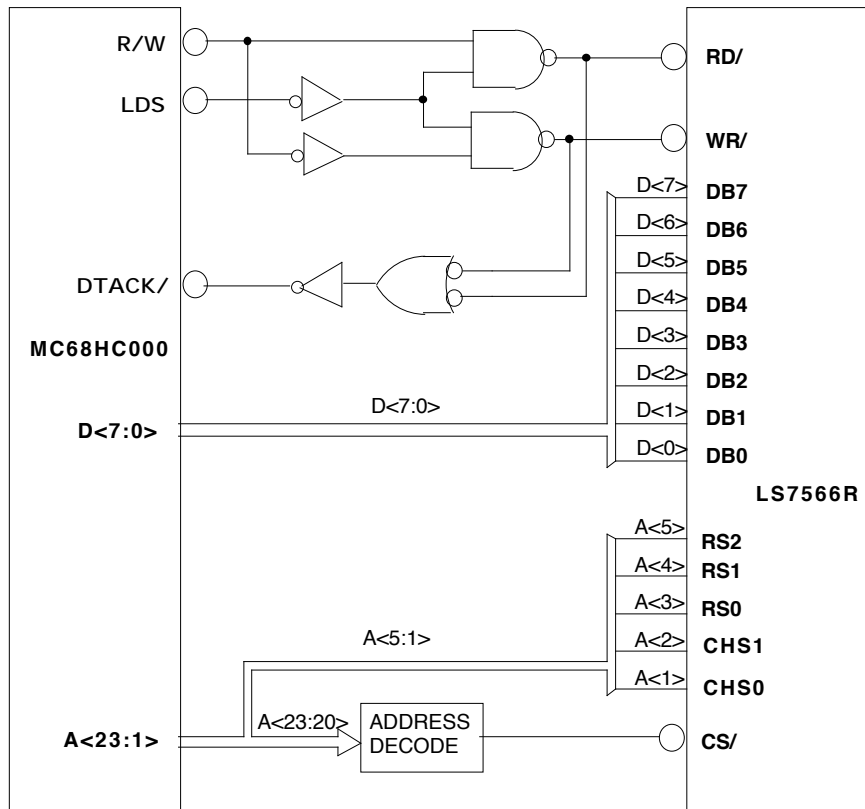 R/W
LDS
DTACK/
MC68HC000
D<7:0>
A<23:1>
D<7:0>
A<5:1>
A<23:20>
ADDRESS
DECODE
D<7>
D<6>
D<5>
D<4>
D<3>
D<2>
D<1>
D<0>
A<5>
A<4>
A<3>
A<2>
A<1>
RD/
WR/
DB7
DB6
DB5
DB4
DB3
DB2
DB1
DB0
LS7566R
RS2
RS1
RS0
CHS1
CHS0
CS/